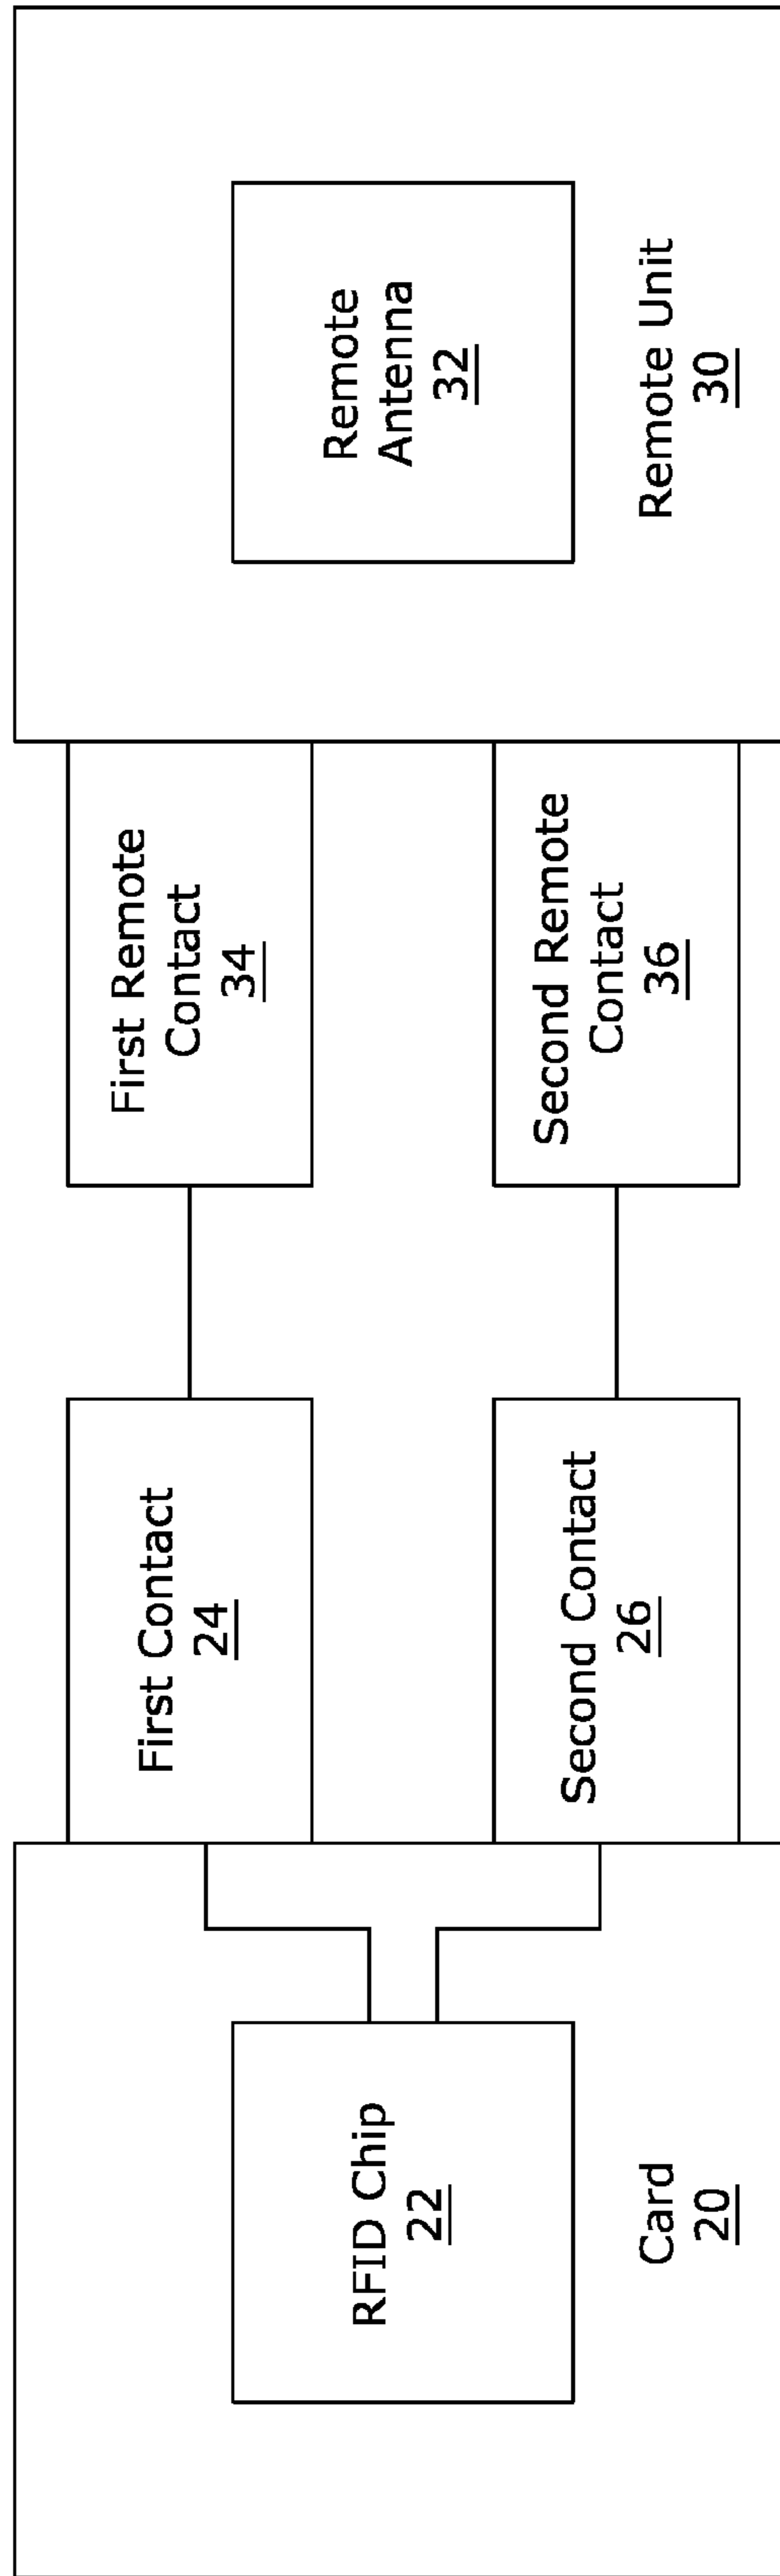 RFID Chip
22
Card
20
First Contact
24
Second Contact
26
First Remote
Contact
34
Second Remote
Contact
36
Remote
Antenna
32
Remote Unit
30